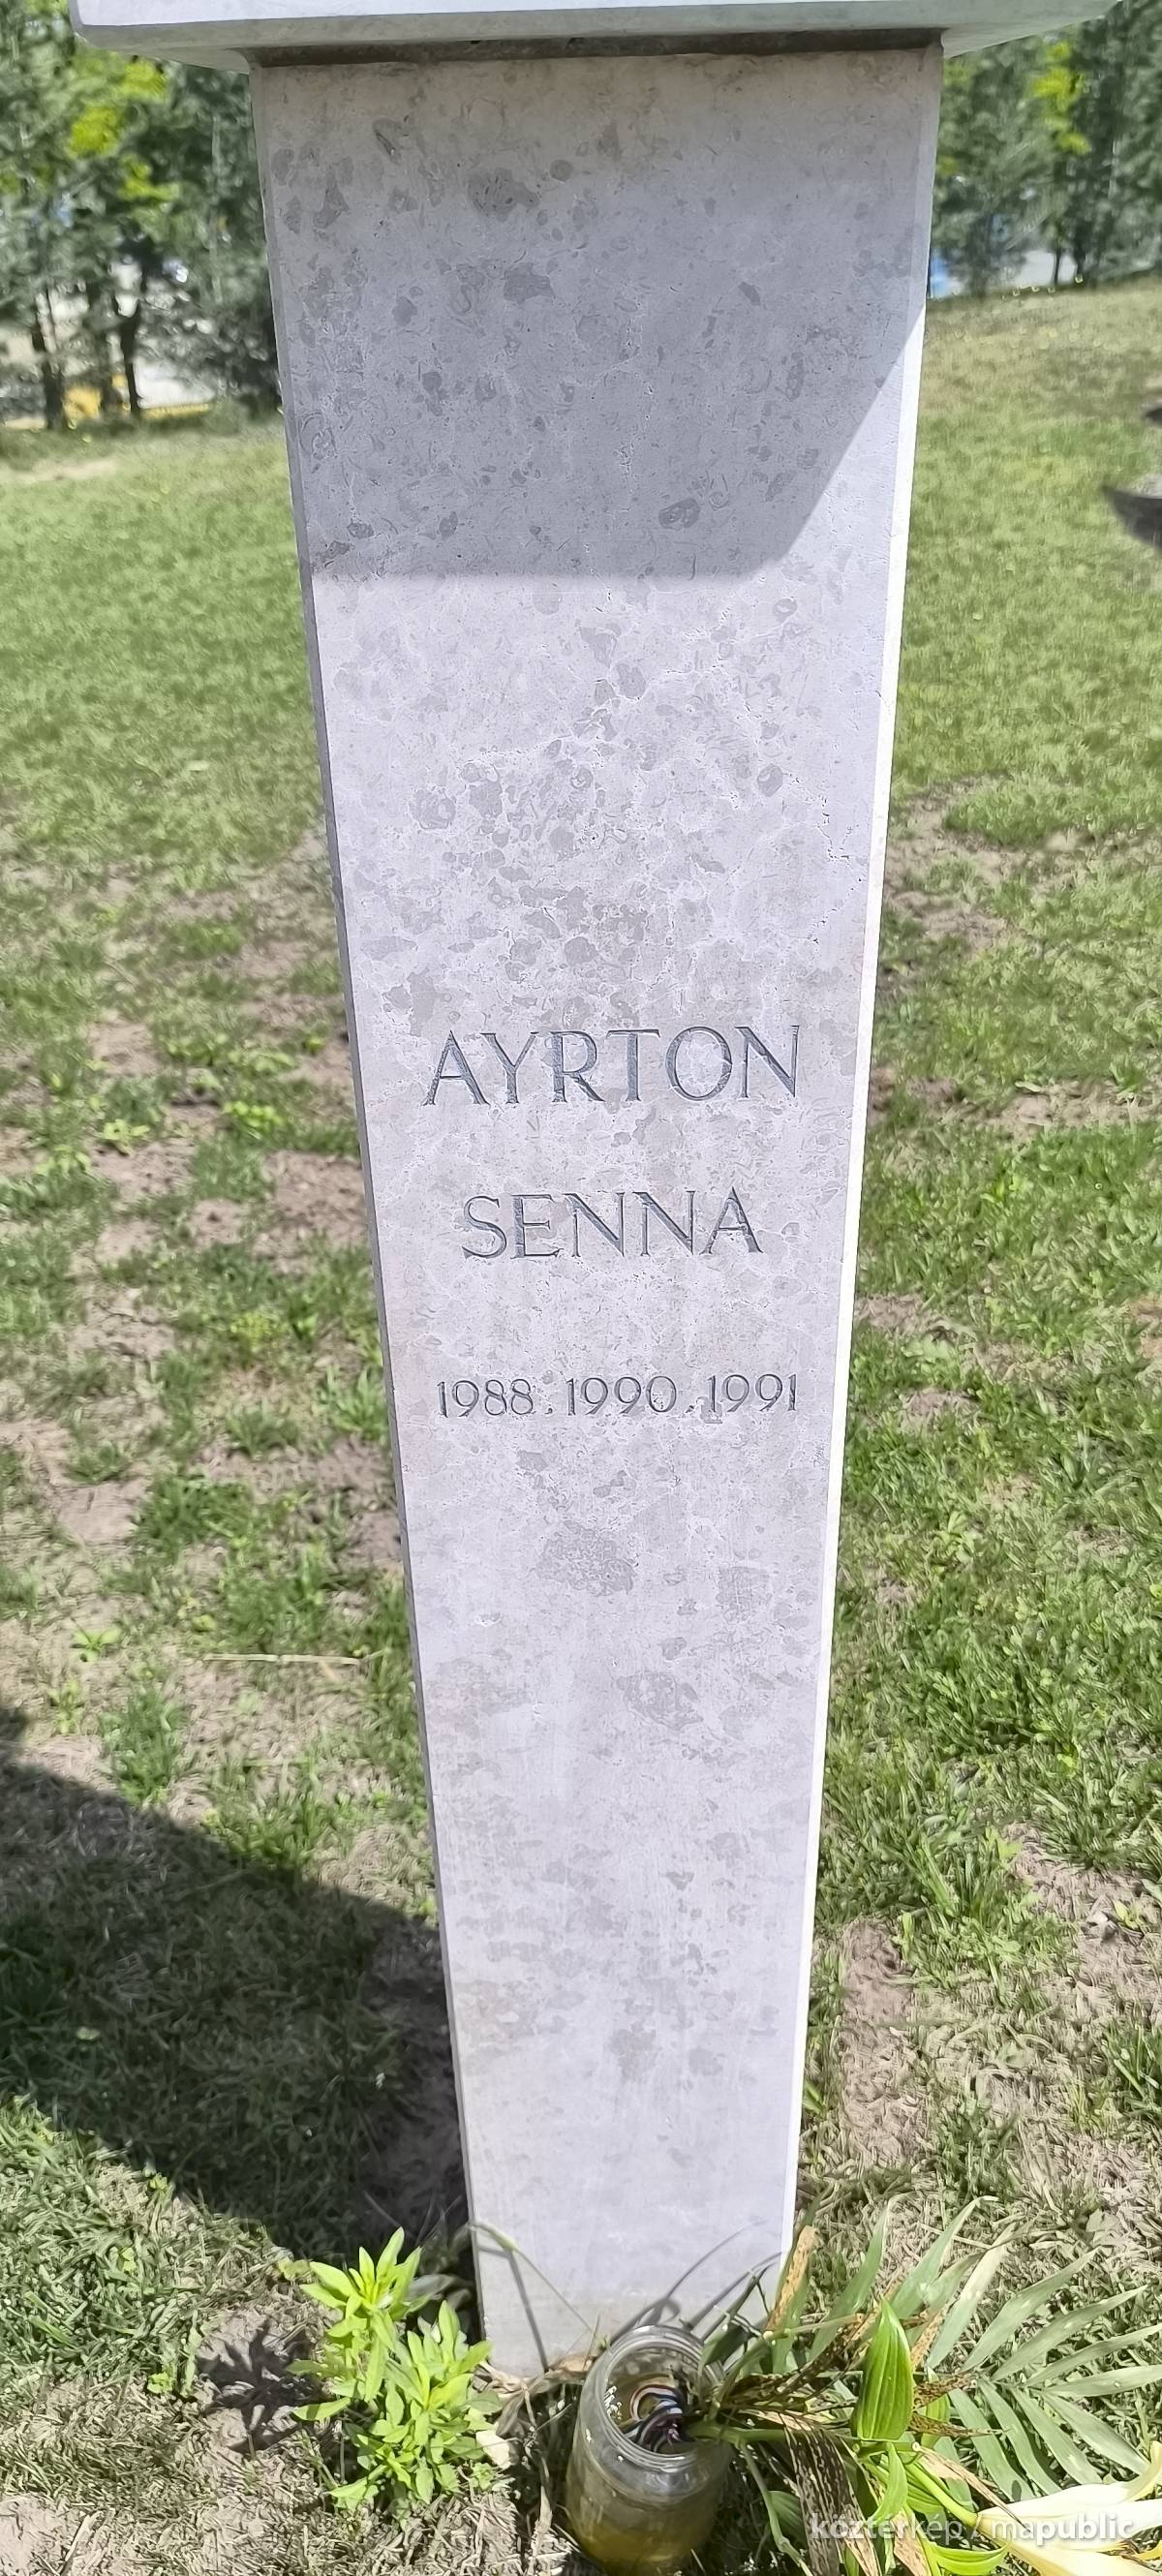 AYRTON
SENNA
1988. 1990. 1991
köztérkép / mapublic